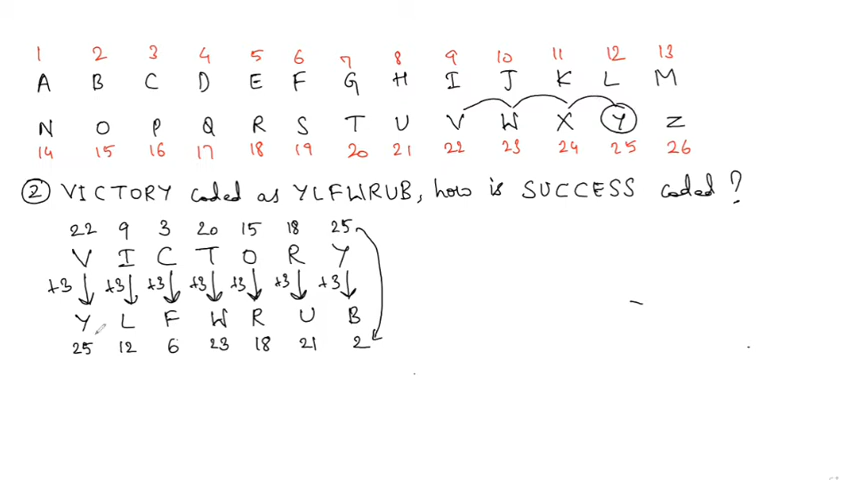 1 2 3 4 5 6 7 8 9 10 11 12 13
A B C D E F G H I J K L M
N O P Q R S T U V W X Y Z
14 15 16 17 18 19 20 21 22 23 24 25 26
② VICTORY coded as YLFWRUB, how is SUCCESS coded?
22 9 3 20 15 18 25
V I C T O R Y
+3 +3 +3 +3 +3 +3 +3
Y L F W R U B
25 12 6 23 18 21 2